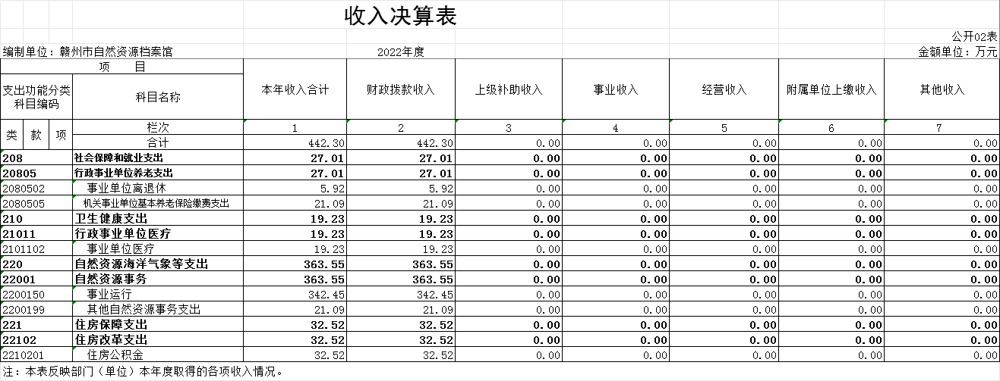 收入决算表
公开02表
编制单位：赣州市自然资源档案馆 2022年度 金额单位：万元
项 目 本年收入合计 财政拨款收入 上级补助收入 事业收入 经营收入 附属单位上缴收入 其他收入
支出功能分类科目编码 科目名称
类 款 项 栏次 1 2 3 4 5 6 7
合计 442.30 442.30 0.00 0.00 0.00 0.00 0.00
208 社会保障和就业支出 27.01 27.01 0.00 0.00 0.00 0.00 0.00
20805 行政事业单位养老支出 27.01 27.01 0.00 0.00 0.00 0.00 0.00
2080502 事业单位离退休 5.92 5.92 0.00 0.00 0.00 0.00 0.00
2080505 机关事业单位基本养老保险缴费支出 21.09 21.09 0.00 0.00 0.00 0.00 0.00
210 卫生健康支出 19.23 19.23 0.00 0.00 0.00 0.00 0.00
21011 行政事业单位医疗 19.23 19.23 0.00 0.00 0.00 0.00 0.00
2101102 事业单位医疗 19.23 19.23 0.00 0.00 0.00 0.00 0.00
220 自然资源海洋气象等支出 363.55 363.55 0.00 0.00 0.00 0.00 0.00
22001 自然资源事务 363.55 363.55 0.00 0.00 0.00 0.00 0.00
2200150 事业运行 342.45 342.45 0.00 0.00 0.00 0.00 0.00
2200199 其他自然资源事务支出 21.09 21.09 0.00 0.00 0.00 0.00 0.00
221 住房保障支出 32.52 32.52 0.00 0.00 0.00 0.00 0.00
22102 住房改革支出 32.52 32.52 0.00 0.00 0.00 0.00 0.00
2210201 住房公积金 32.52 32.52 0.00 0.00 0.00 0.00 0.00
注：本表反映部门（单位）本年度取得的各项收入情况。